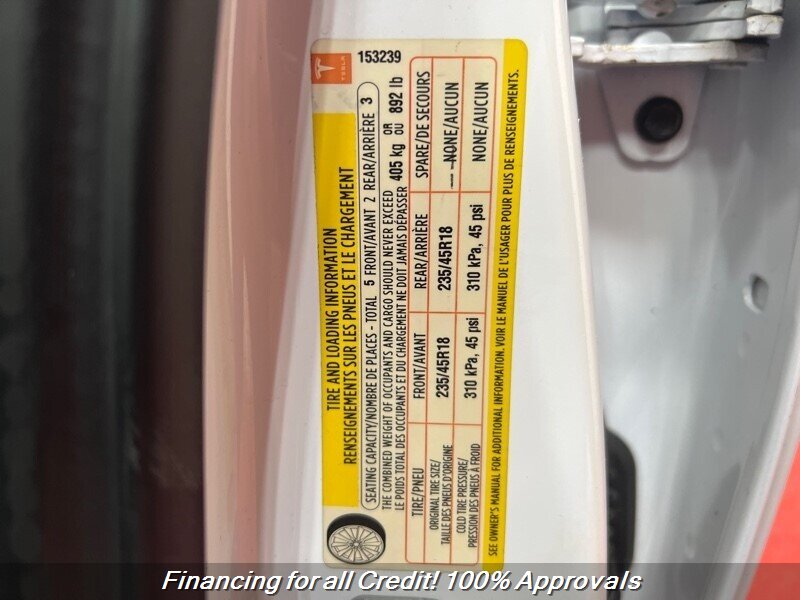 TESLA
153239
TIRE AND LOADING INFORMATION
RENSEIGNEMENTS SUR LES PNEUS ET LE CHARGEMENT
SEATING CAPACITY/NOMBRE DE PLACES - TOTAL 5 FRONT/AVANT 2 REAR/ARRIÈRE 3
THE COMBINED WEIGHT OF OCCUPANTS AND CARGO SHOULD NEVER EXCEED 405 kg OR 892 lb
LE POIDS TOTAL DES OCCUPANTS ET DU CHARGEMENT NE DOIT JAMAIS DÉPASSER OU
TIRE/PNEU FRONT/AVANT REAR/ARRIÈRE SPARE/DE SECOURS
ORIGINAL TIRE SIZE/ 235/45R18 235/45R18 NONE/AUCUN
TAILLE DES PNEUS D'ORIGINE
COLD TIRE PRESSURE/ 310 kPa, 45 psi 310 kPa, 45 psi NONE/AUCUN
PRESSION DES PNEUS À FROID
SEE OWNER'S MANUAL FOR ADDITIONAL INFORMATION. VOIR LE MANUEL DE L'USAGER POUR PLUS DE RENSEIGNEMENTS.
Financing for all Credit! 100% Approvals